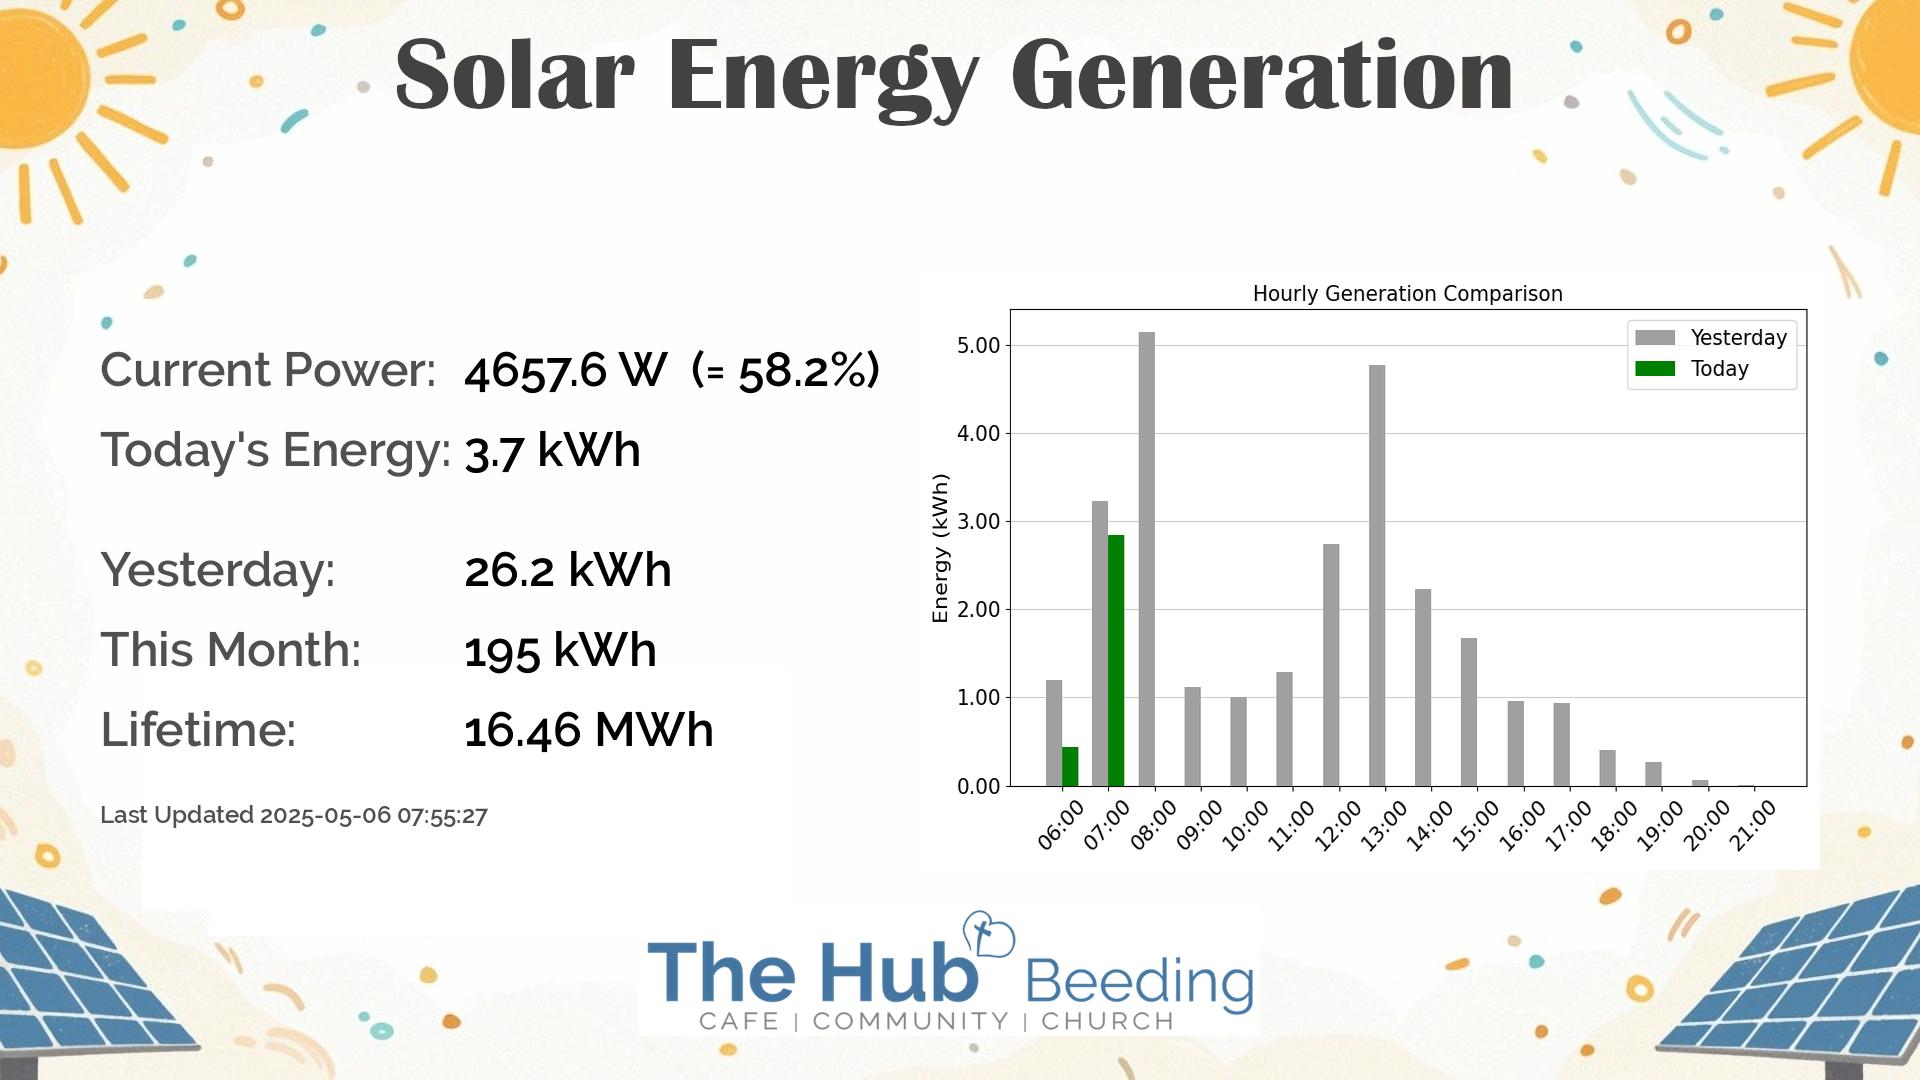 Solar Energy Generation
Current Power: 4657.6 W (= 58.2%)
Today's Energy: 3.7 kWh
Yesterday: 26.2 kWh
This Month: 195 kWh
Lifetime: 16.46 MWh
Last Updated 2025-05-06 07:55:27
Hourly Generation Comparison
Yesterday
Today
Energy (kWh)
5.00
4.00
3.00
2.00
1.00
0.00
06:00 07:00 08:00 09:00 10:00 11:00 12:00 13:00 14:00 15:00 16:00 17:00 18:00 19:00 20:00 21:00
The Hub Beeding
CAFE | COMMUNITY | CHURCH